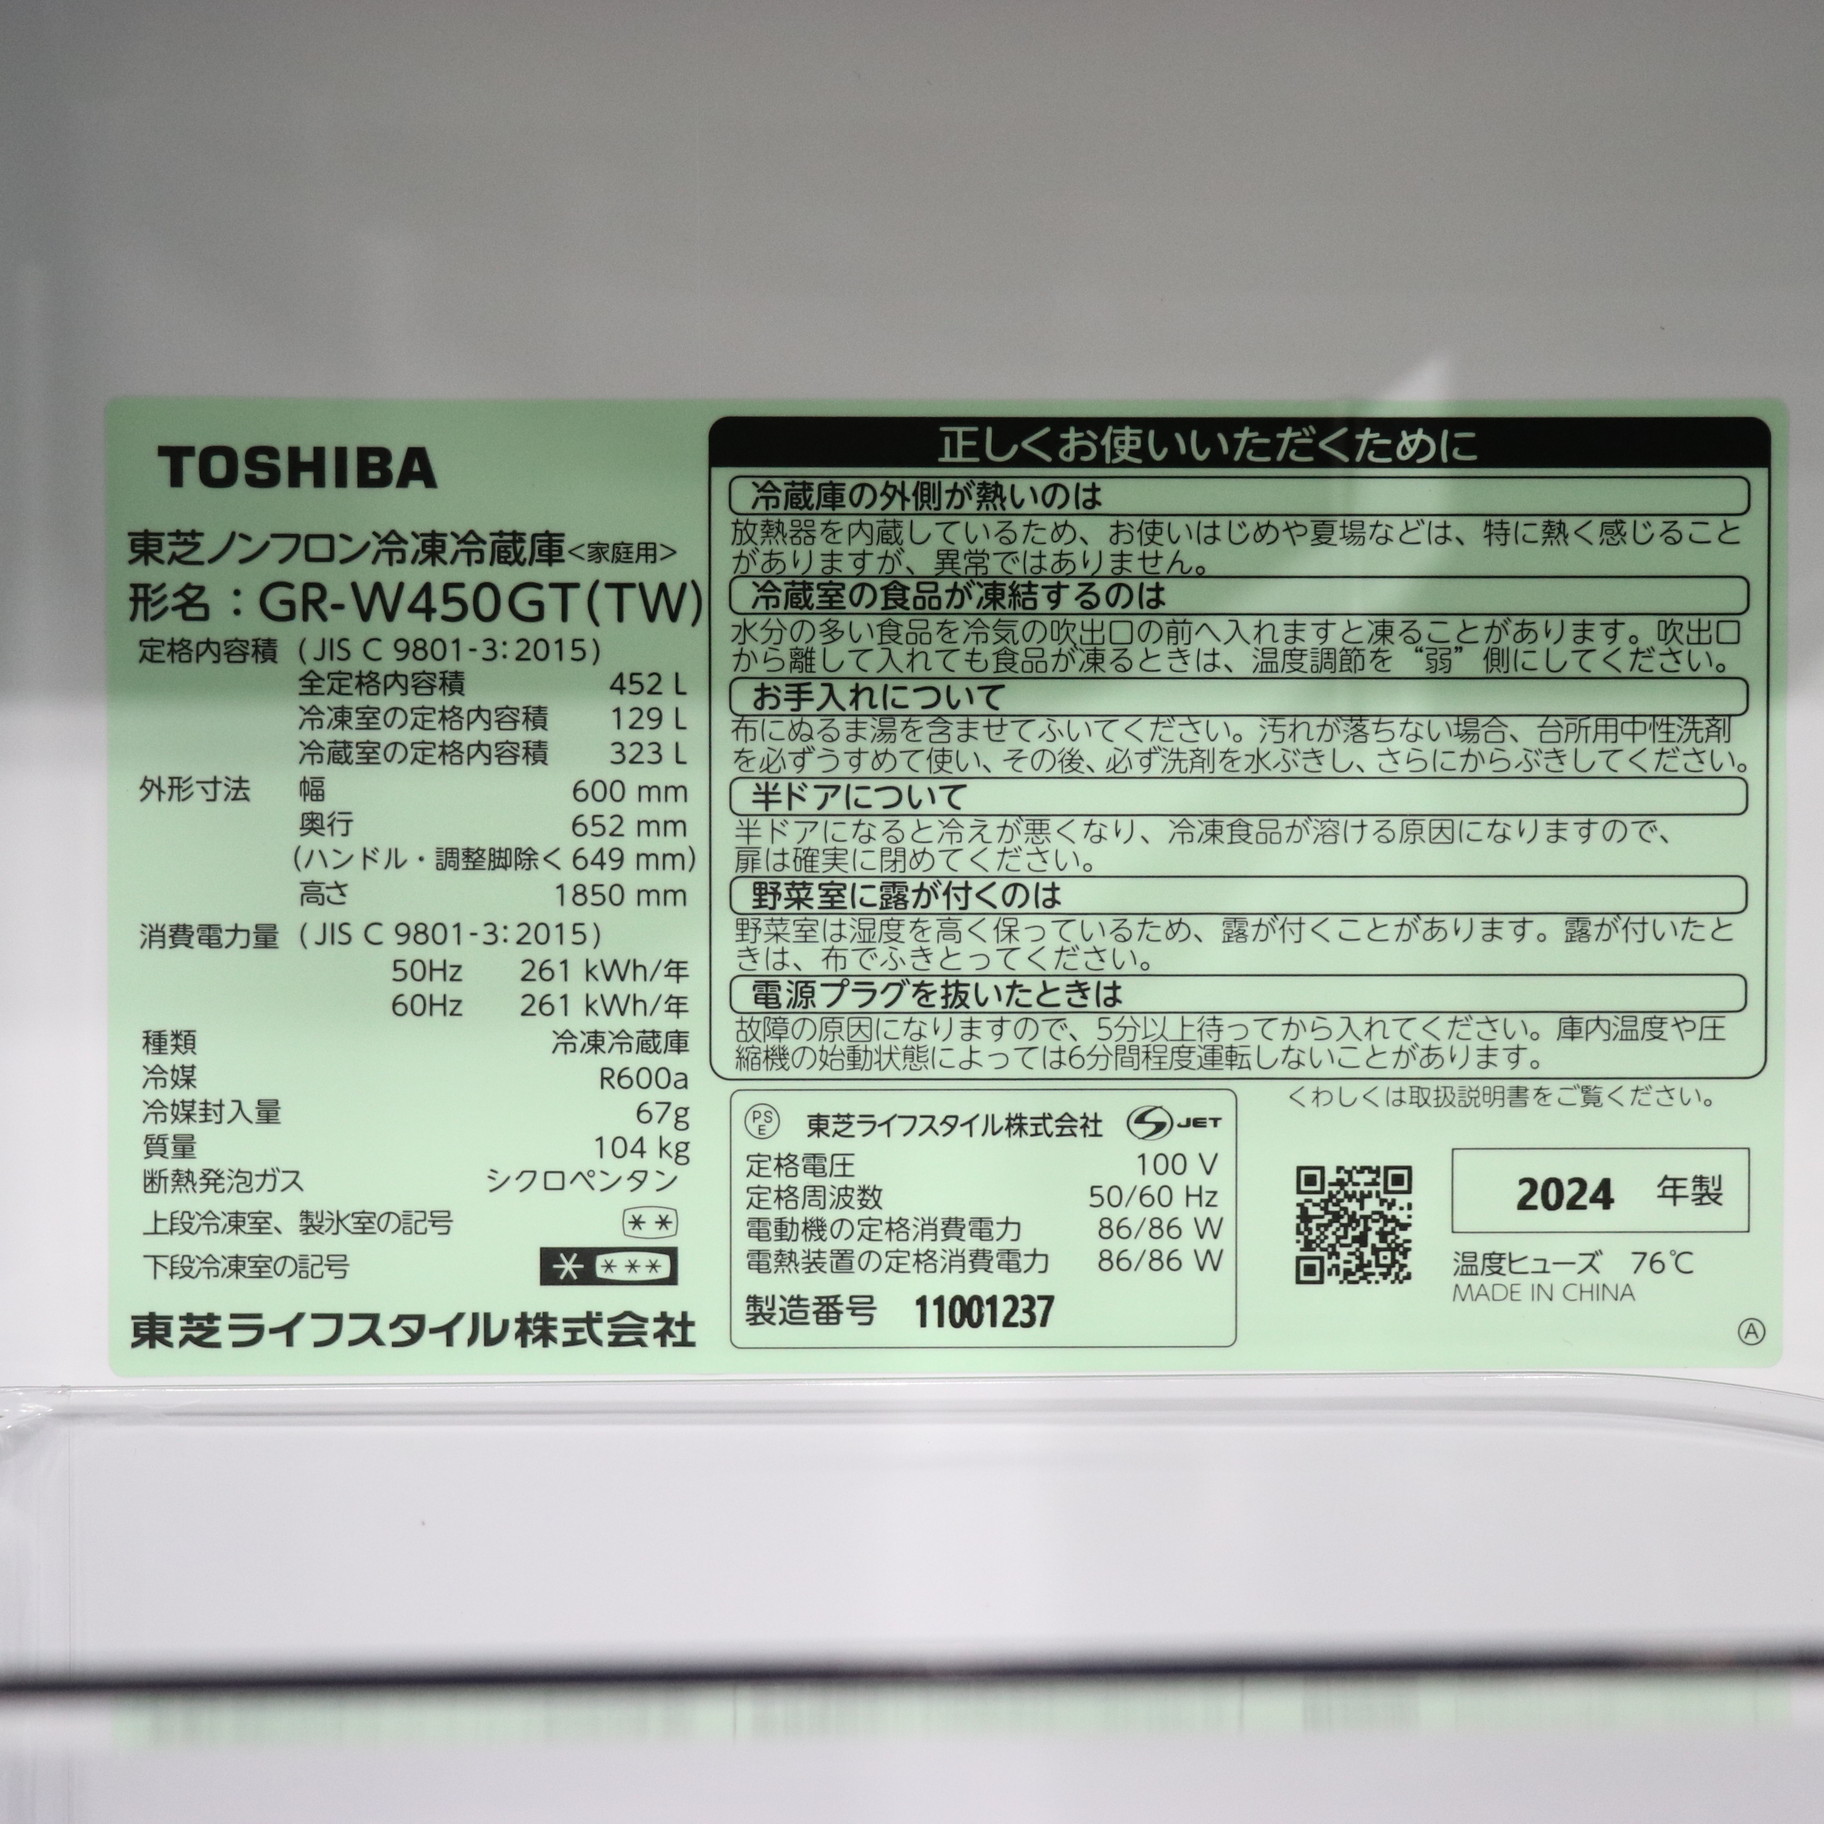 TOSHIBA
東芝ノンフロン冷凍冷蔵庫<家庭用>
形名：GR-W450GT(TW)
定格内容積 (JIS C 9801-3:2015)
全定格内容積 452 L
冷凍室の定格内容積 129 L
冷蔵室の定格内容積 323 L
外形寸法 幅 600 mm
奥行 652 mm
(ハンドル・調整脚除く 649 mm)
高さ 1850 mm
消費電力量 (JIS C 9801-3:2015)
50Hz 261 kWh/年
60Hz 261 kWh/年
種類 冷凍冷蔵庫
冷媒 R600a
冷媒封入量 67g
質量 104 kg
断熱発泡ガス シクロペンタン
上段冷凍室、製氷室の記号 **
下段冷凍室の記号 * ***
東芝ライフスタイル株式会社
正しくお使いいただくために
冷蔵庫の外側が熱いのは
放熱器を内蔵しているため、お使いはじめや夏場などは、特に熱く感じること
がありますが、異常ではありません。
冷蔵室の食品が凍結するのは
水分の多い食品を冷気の吹出口の前へ入れますと凍ることがあります。吹出口
から離して入れても食品が凍るときは、温度調節を“弱”側にしてください。
お手入れについて
布にぬるま湯を含ませてふいてください。汚れが落ちない場合、台所用中性洗剤
を必ずうすめて使い、その後、必ず洗剤を水ぶきし、さらにからぶきしてください。
半ドアについて
半ドアになると冷えが悪くなり、冷凍食品が溶ける原因になりますので、
扉は確実に閉めてください。
野菜室に露が付くのは
野菜室は湿度を高く保っているため、露が付くことがあります。露が付いたと
きは、布でふきとってください。
電源プラグを抜いたときは
故障の原因になりますので、5分以上待ってから入れてください。庫内温度や圧
縮機の始動状態によっては6分間程度運転しないことがあります。
くわしくは取扱説明書をご覧ください。
PSE 東芝ライフスタイル株式会社 S JET
定格電圧 100 V
定格周波数 50/60 Hz
電動機の定格消費電力 86/86 W
電熱装置の定格消費電力 86/86 W
製造番号 11001237
2024 年製
温度ヒューズ 76℃
MADE IN CHINA
Ⓐ